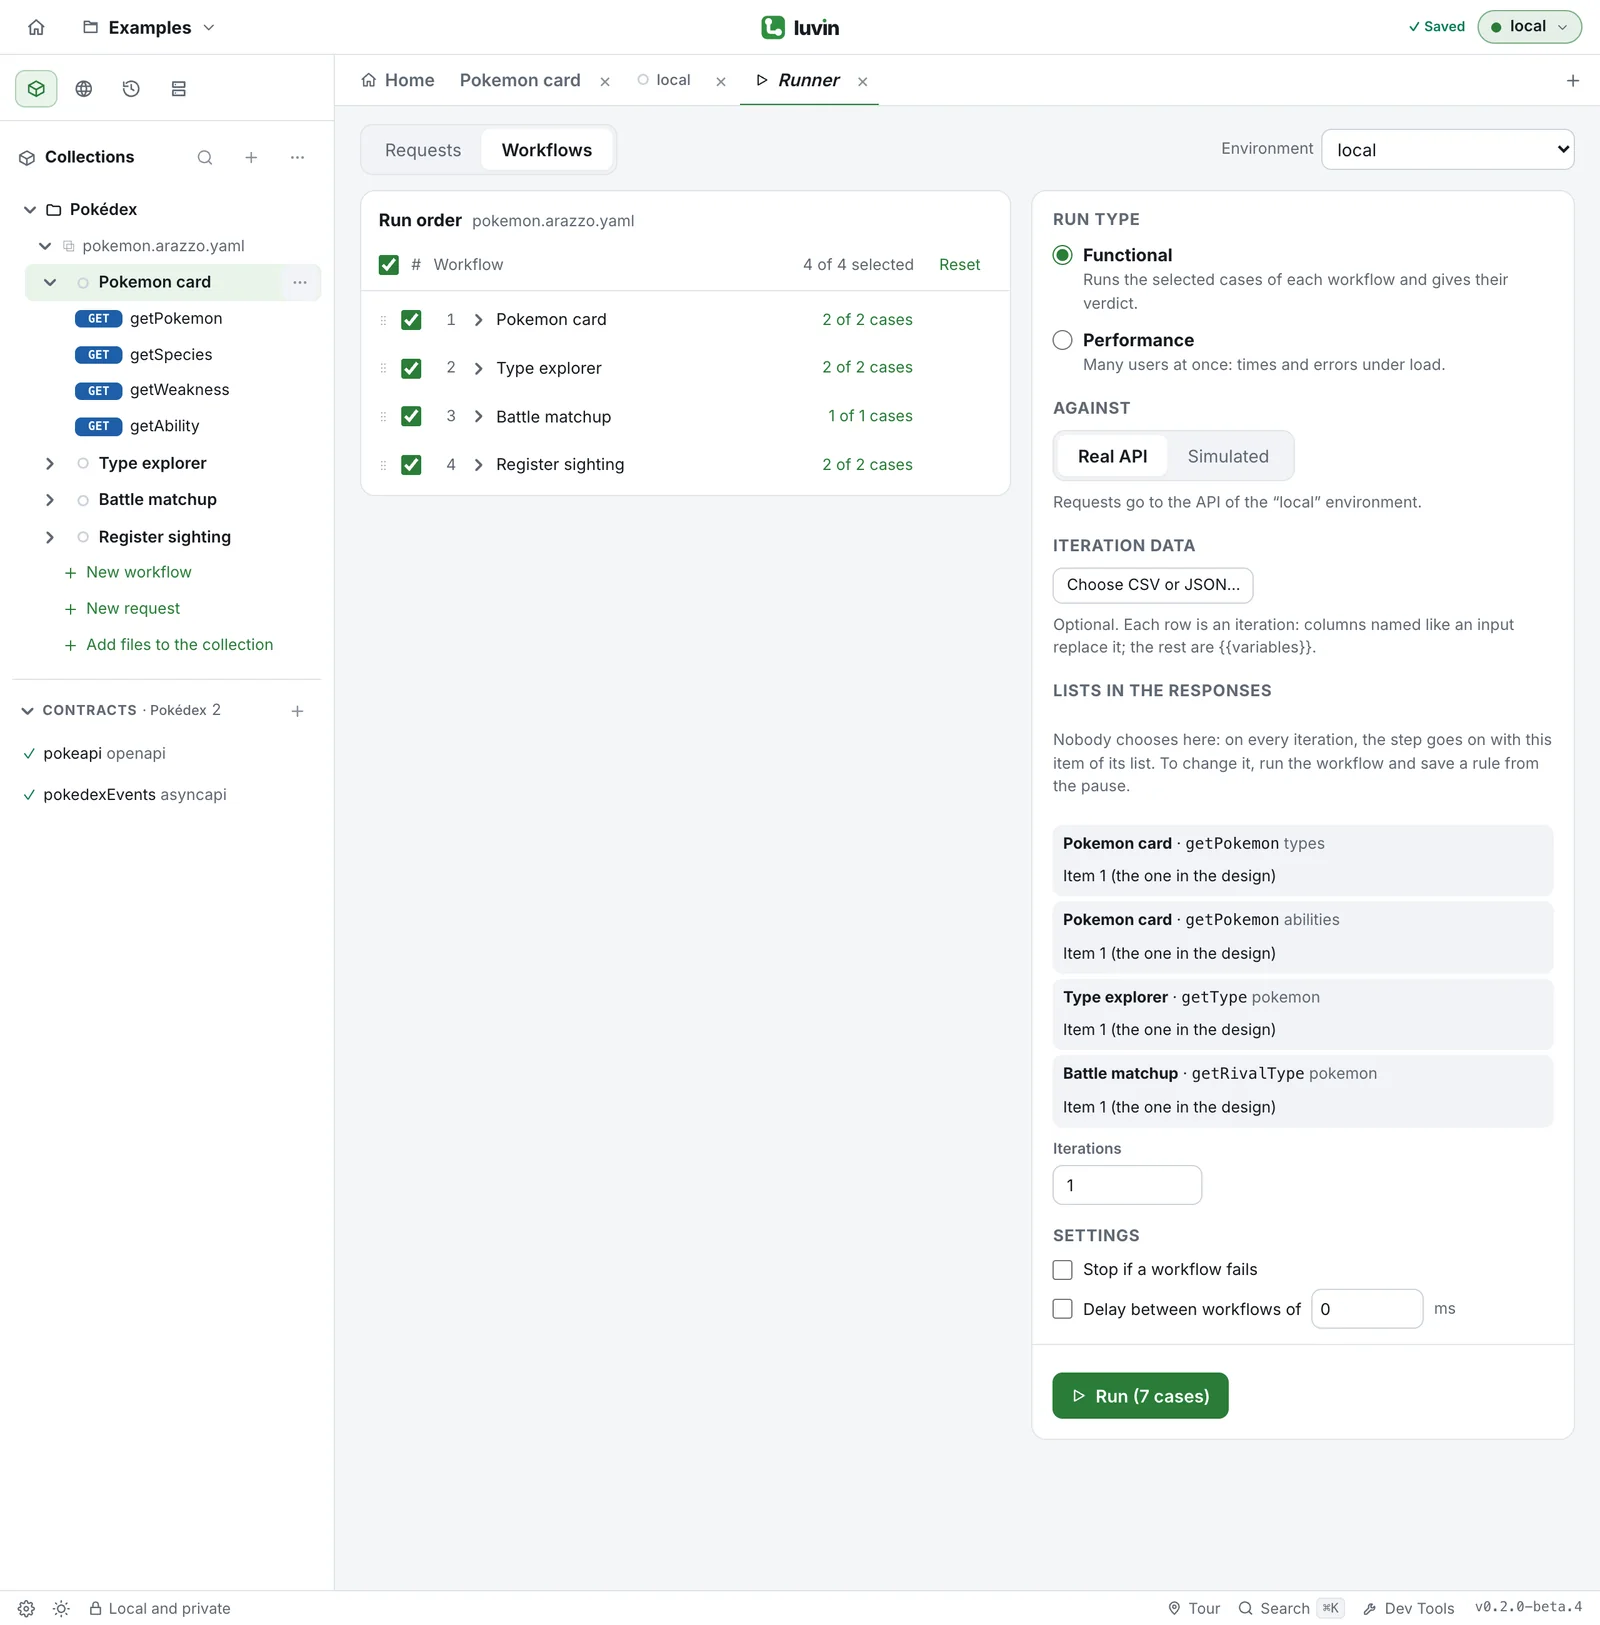 Examples
luvin
Saved
local
Home
Pokemon card
local
Runner
Collections
Pokédex
pokemon.arazzo.yaml
Pokemon card
GET getPokemon
GET getSpecies
GET getWeakness
GET getAbility
Type explorer
Battle matchup
Register sighting
+ New workflow
+ New request
+ Add files to the collection
CONTRACTS · Pokédex 2
pokeapi openapi
pokedexEvents asyncapi
Requests
Workflows
Environment
local
Run order pokemon.arazzo.yaml
# Workflow 4 of 4 selected Reset
1 Pokemon card 2 of 2 cases
2 Type explorer 2 of 2 cases
3 Battle matchup 1 of 1 cases
4 Register sighting 2 of 2 cases
RUN TYPE
Functional
Runs the selected cases of each workflow and gives their
verdict.
Performance
Many users at once: times and errors under load.
AGAINST
Real API
Simulated
Requests go to the API of the “local” environment.
ITERATION DATA
Choose CSV or JSON...
Optional. Each row is an iteration: columns named like an input
replace it; the rest are {{variables}}.
LISTS IN THE RESPONSES
Nobody chooses here: on every iteration, the step goes on with this
item of its list. To change it, run the workflow and save a rule from
the pause.
Pokemon card · getPokemon types
Item 1 (the one in the design)
Pokemon card · getPokemon abilities
Item 1 (the one in the design)
Type explorer · getType pokemon
Item 1 (the one in the design)
Battle matchup · getRivalType pokemon
Item 1 (the one in the design)
Iterations
1
SETTINGS
Stop if a workflow fails
Delay between workflows of 0 ms
Run (7 cases)
Local and private
Tour
Search ⌘K
Dev Tools
v0.2.0-beta.4